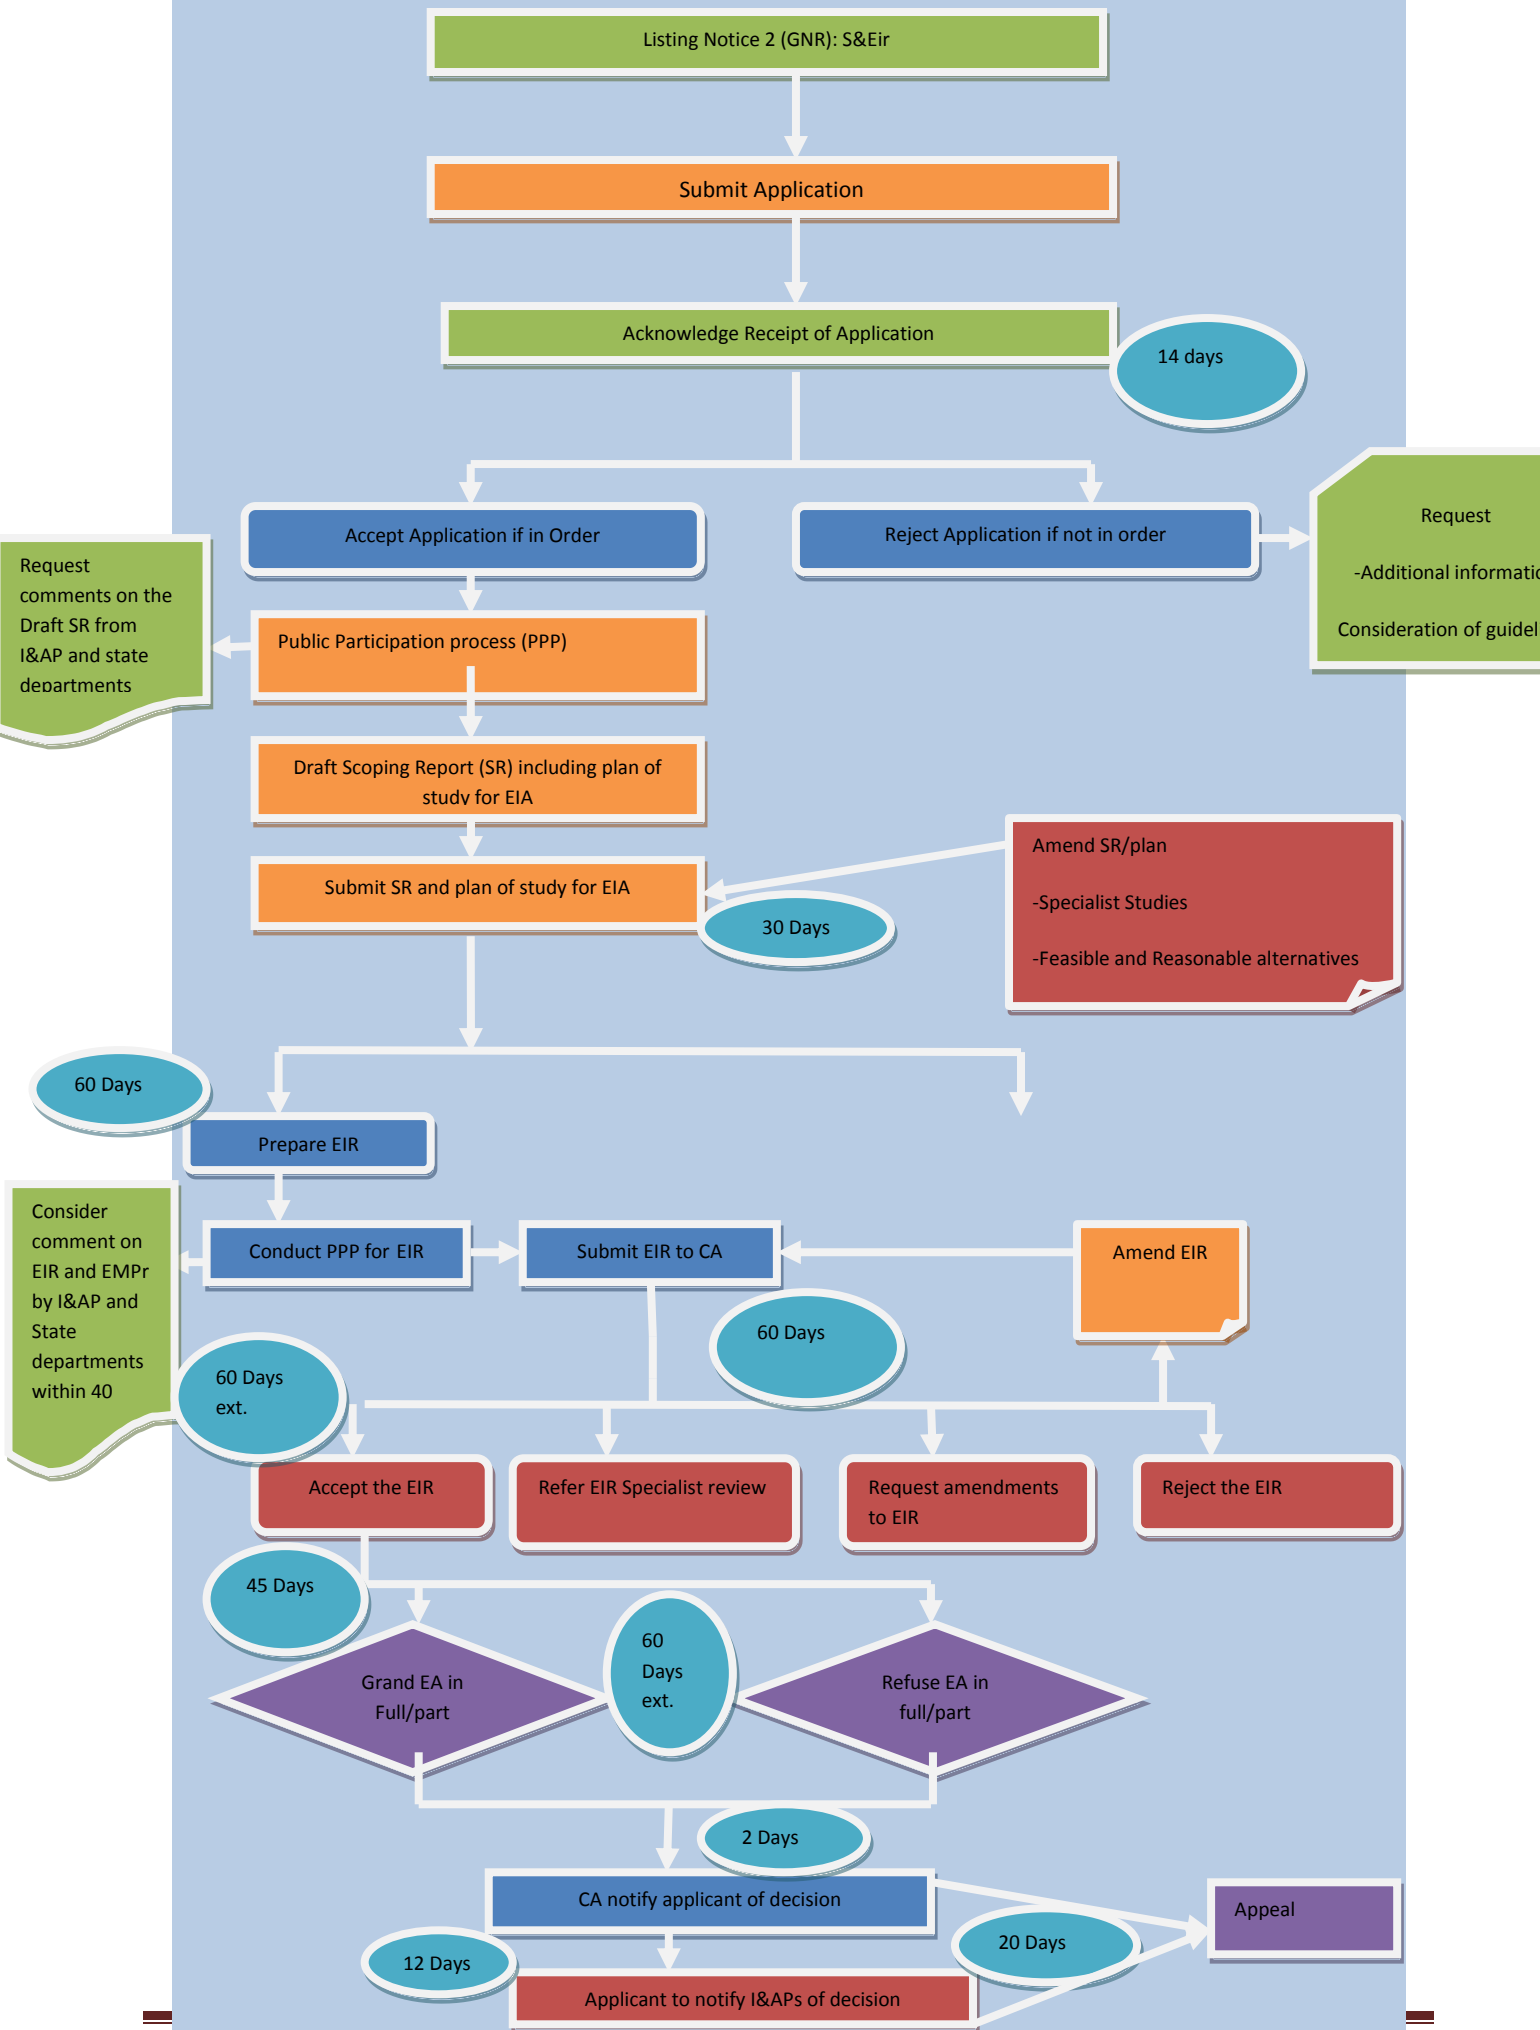 Listing Notice 2 (GNR): S&Eir
Submit Application
Acknowledge Receipt of Application
14 days
Accept Application if in Order
Reject Application if not in order
Request
-Additional informatio
Consideration of guidel
Request
comments on the
Draft SR from
I&AP and state
departments
Public Participation process (PPP)
Draft Scoping Report (SR) including plan of
study for EIA
Submit SR and plan of study for EIA
30 Days
Amend SR/plan
-Specialist Studies
-Feasible and Reasonable alternatives
60 Days
Prepare EIR
Consider
comment on
EIR and EMPr
by I&AP and
State
departments
within 40
Conduct PPP for EIR
Submit EIR to CA
Amend EIR
60 Days
60 Days
ext.
Accept the EIR
Refer EIR Specialist review
Request amendments
to EIR
Reject the EIR
45 Days
60
Days
ext.
Grand EA in
Full/part
Refuse EA in
full/part
2 Days
CA notify applicant of decision
Appeal
12 Days
20 Days
Applicant to notify I&APs of decision